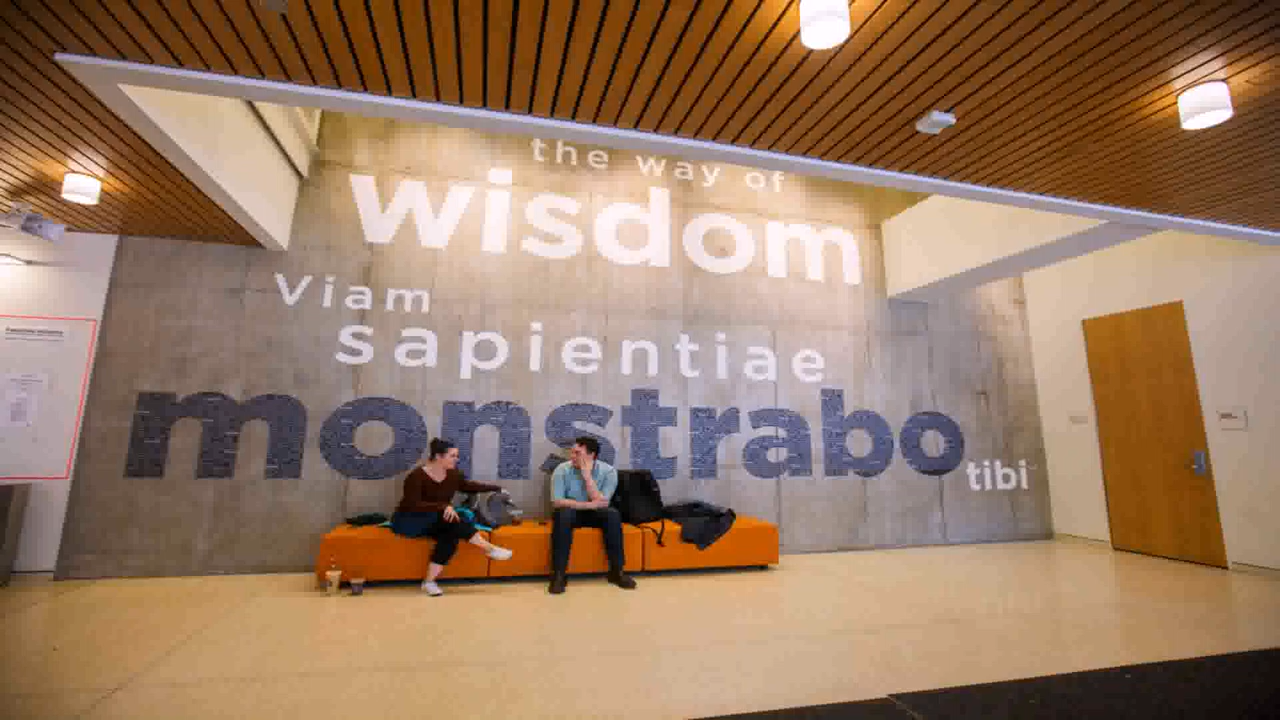 the way of
wisdom
Viam
sapientiae
monstrabo
tibi